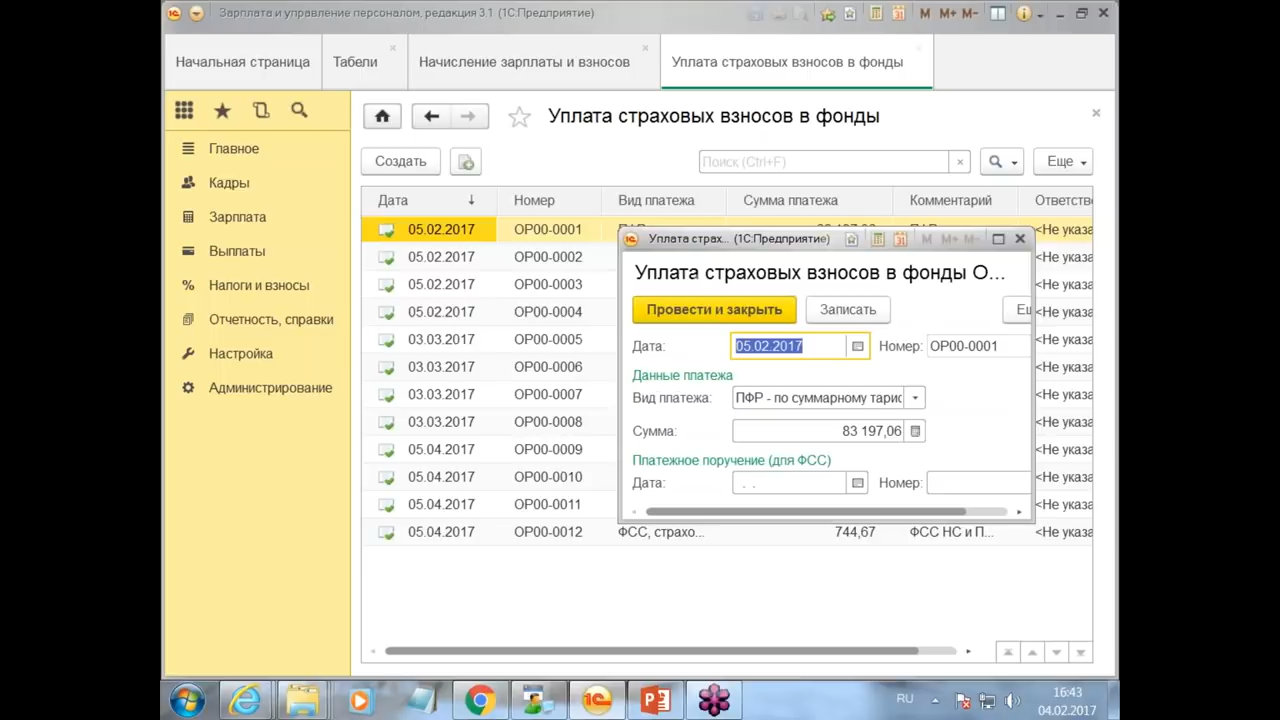 Зарплата и управление персоналом, редакция 3.1 (1С:Предприятие)
M M+ M-
Начальная страница
Табели
Начисление зарплаты и взносов
Уплата страховых взносов в фонды
Главное
Кадры
Зарплата
Выплаты
Налоги и взносы
Отчетность, справки
Настройка
Администрирование
Уплата страховых взносов в фонды
Создать
Поиск (Ctrl+F)
Еще
Дата Номер Вид платежа Сумма платежа Комментарий Ответстве
05.02.2017 ОР00-0001 <Не указа
05.02.2017 ОР00-0002 <Не указа
05.02.2017 ОР00-0003 <Не указа
05.02.2017 ОР00-0004 <Не указа
03.03.2017 ОР00-0005 <Не указа
03.03.2017 ОР00-0006 <Не указа
03.03.2017 ОР00-0007 <Не указа
03.03.2017 ОР00-0008 <Не указа
05.04.2017 ОР00-0009 <Не указа
05.04.2017 ОР00-0010 <Не указа
05.04.2017 ОР00-0011 <Не указа
05.04.2017 ОР00-0012 ФСС, страхо... 744,67 ФСС НС и П... <Не указа
Уплата страх... (1С:Предприятие)
M M+ M-
Уплата страховых взносов в фонды О...
Провести и закрыть
Записать
Ещ
Дата: 05.02.2017 Номер: ОР00-0001
Данные платежа
Вид платежа: ПФР - по суммарному тариф
Сумма: 83 197,06
Платежное поручение (для ФСС)
Дата: . . Номер:
RU
16:43
04.02.2017